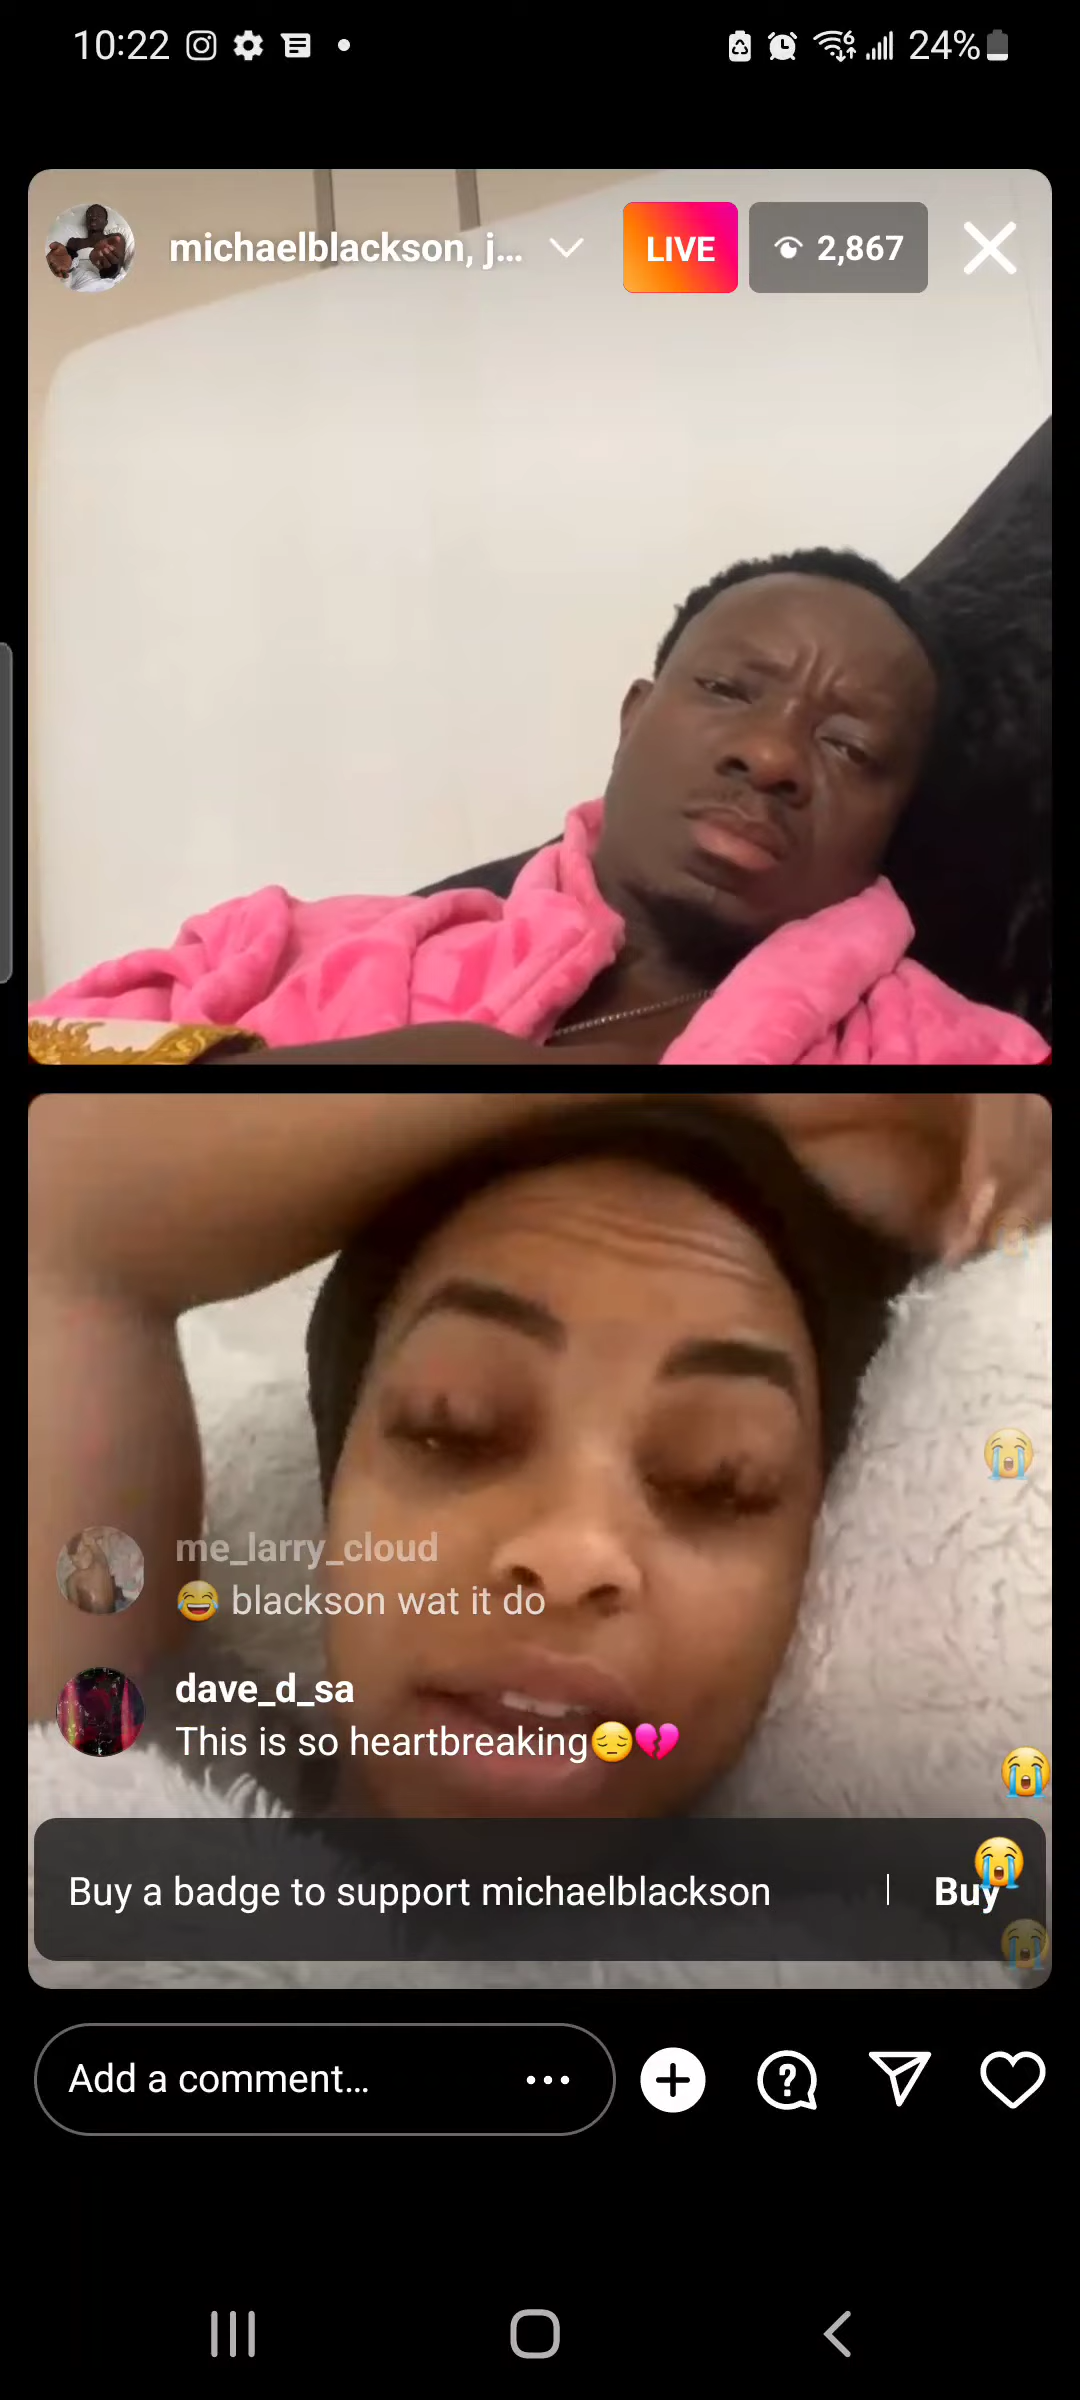 10:22
24%
michaelblackson, j...
LIVE
2,867
me_larry_cloud
😂 blackson wat it do
dave_d_sa
This is so heartbreaking😔💔
Buy a badge to support michaelblackson | Buy
Add a comment...